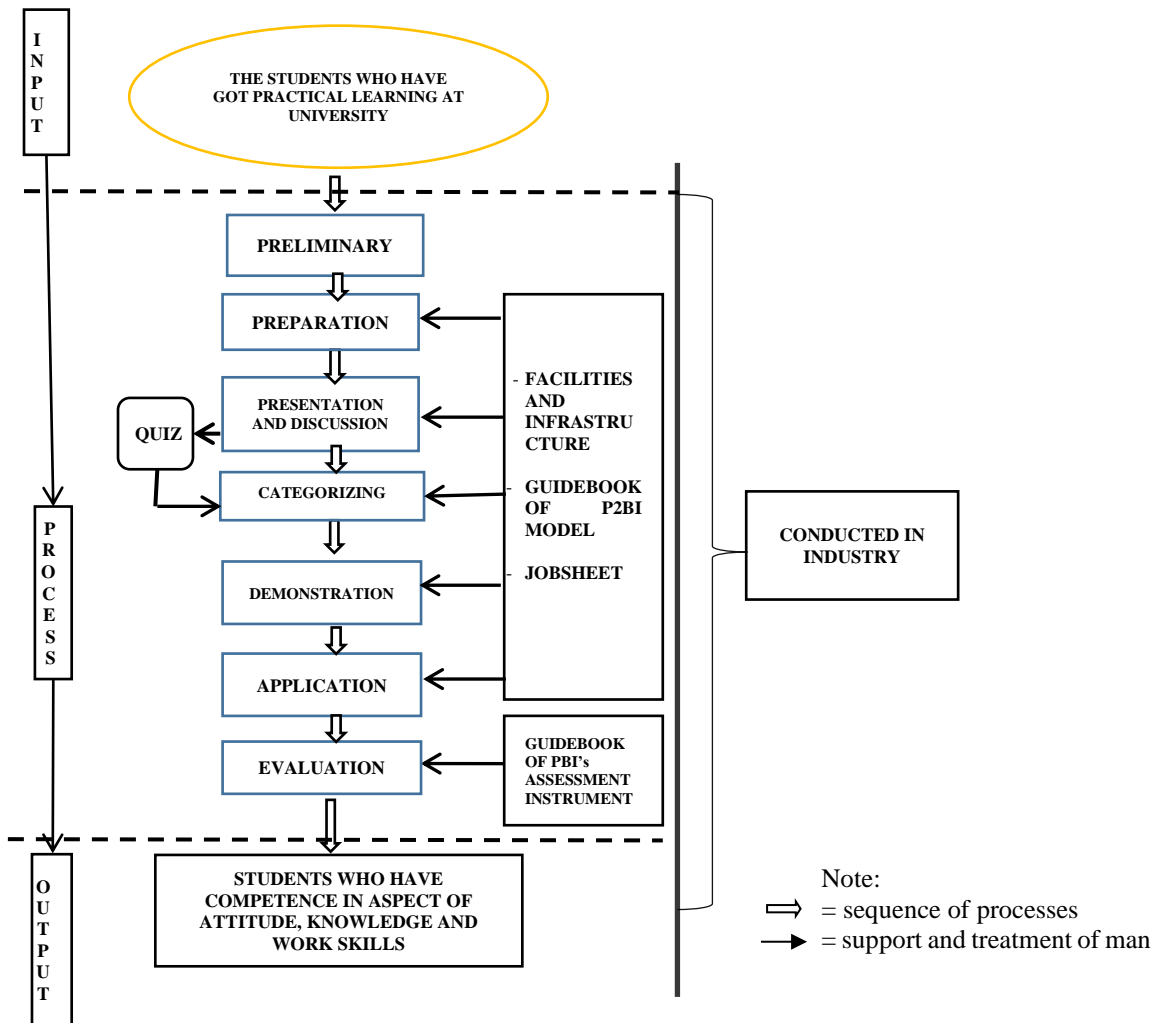 INPUT
THE STUDENTS WHO HAVE
GOT PRACTICAL LEARNING AT
UNIVERSITY
PRELIMINARY
PREPARATION
PRESENTATION
AND DISCUSSION
QUIZ
CATEGORIZING
DEMONSTRATION
APPLICATION
EVALUATION
- FACILITIES
AND
INFRASTRU
CTURE
- GUIDEBOOK
OF P2BI
MODEL
- JOBSHEET
GUIDEBOOK
OF PBI's
ASSESSMENT
INSTRUMENT
PROCESS
CONDUCTED IN
INDUSTRY
OUTPUT
STUDENTS WHO HAVE
COMPETENCE IN ASPECT OF
ATTITUDE, KNOWLEDGE AND
WORK SKILLS
Note:
= sequence of processes
= support and treatment of man